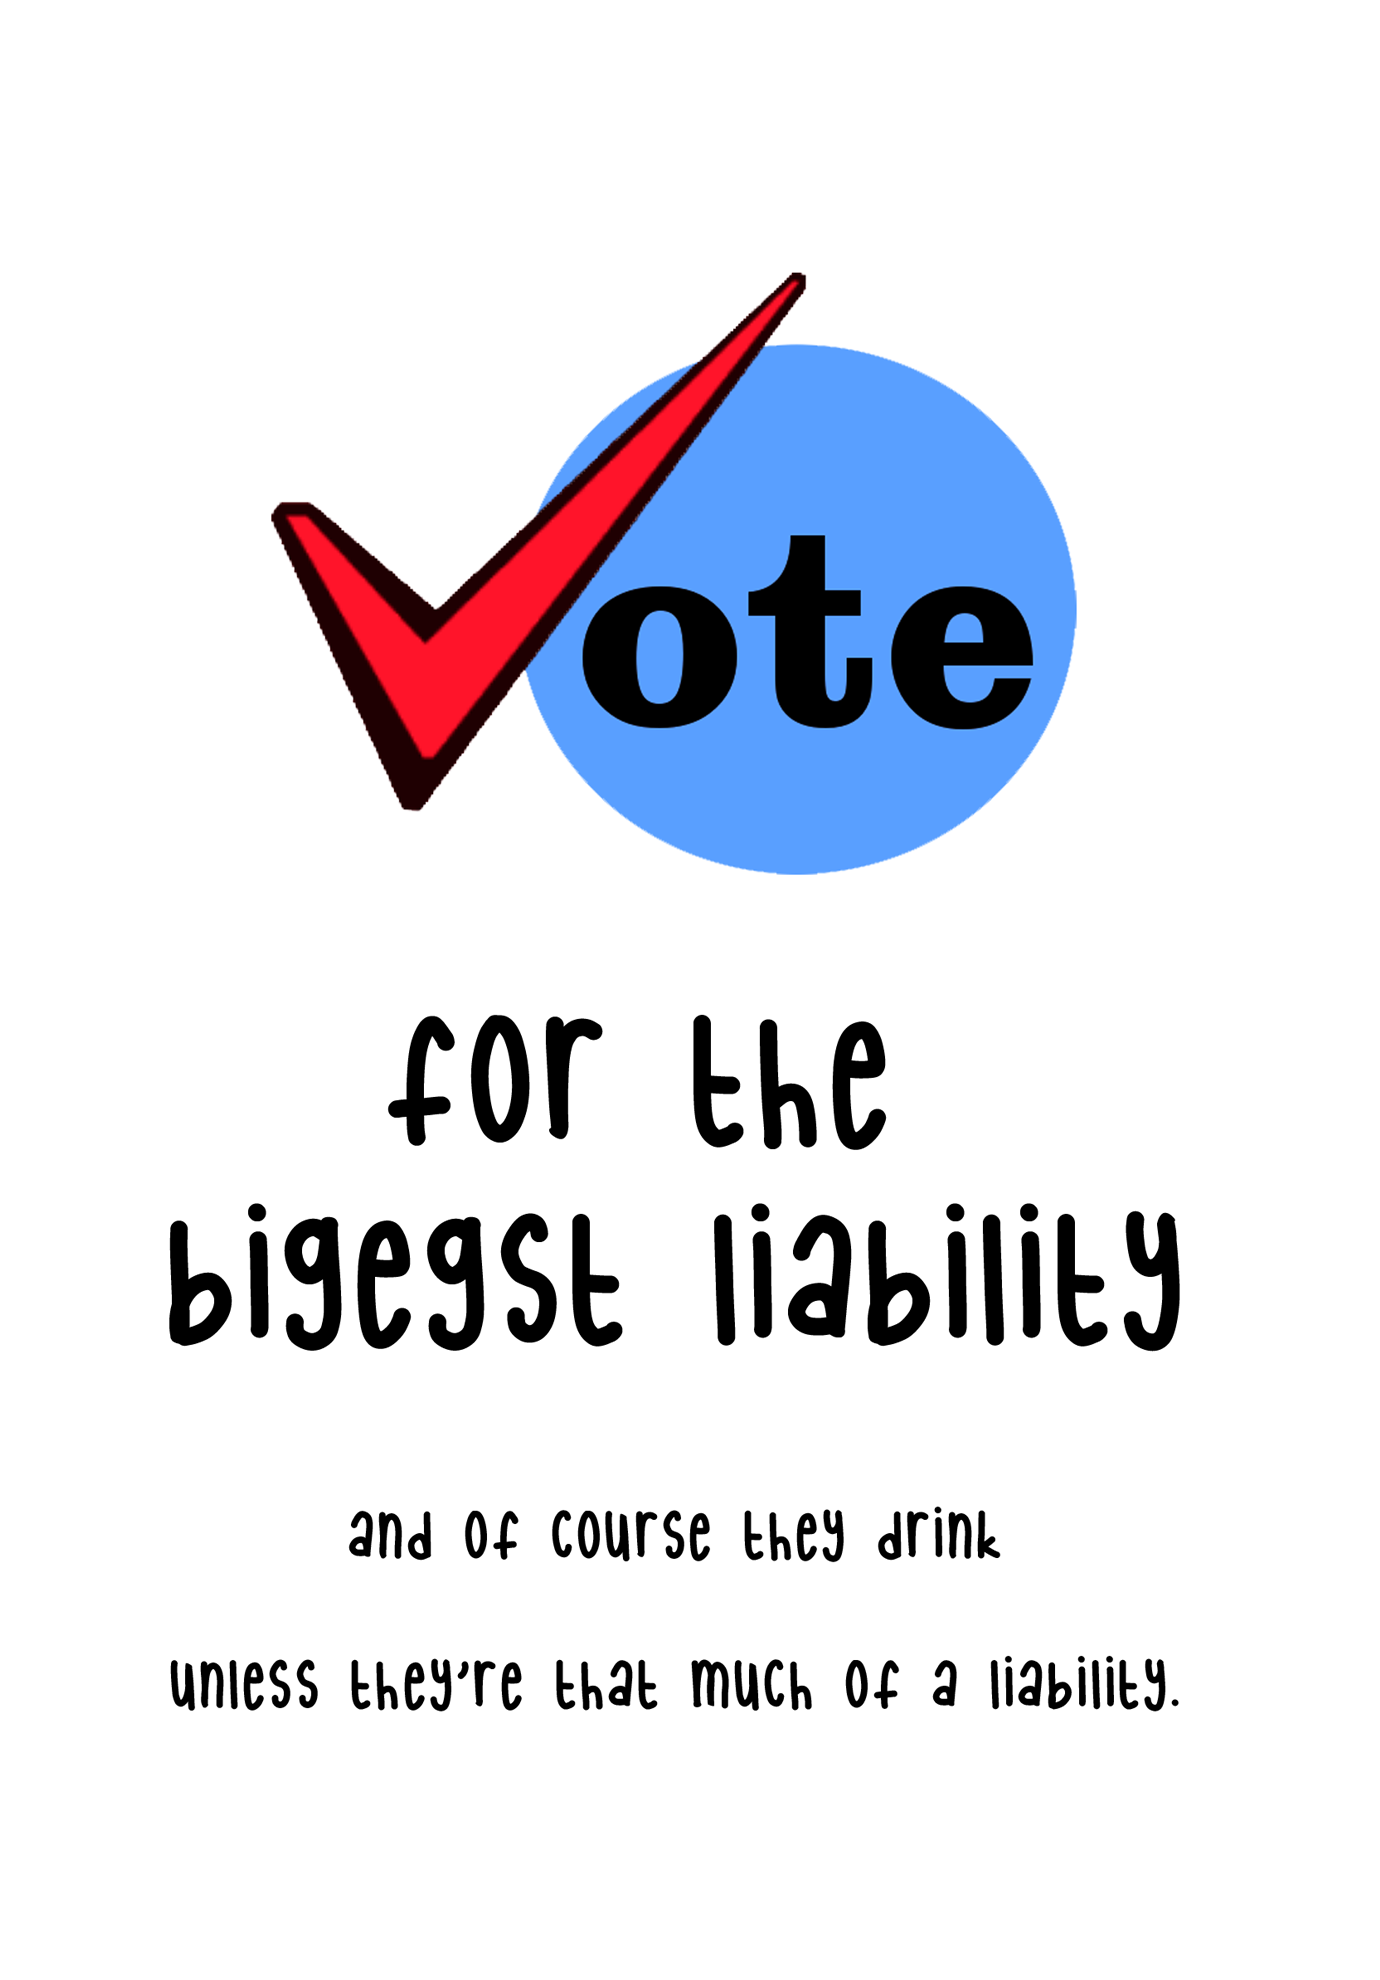 Vote
for the
bigegst liability
and of course they drink
unless they're that much of a liability.